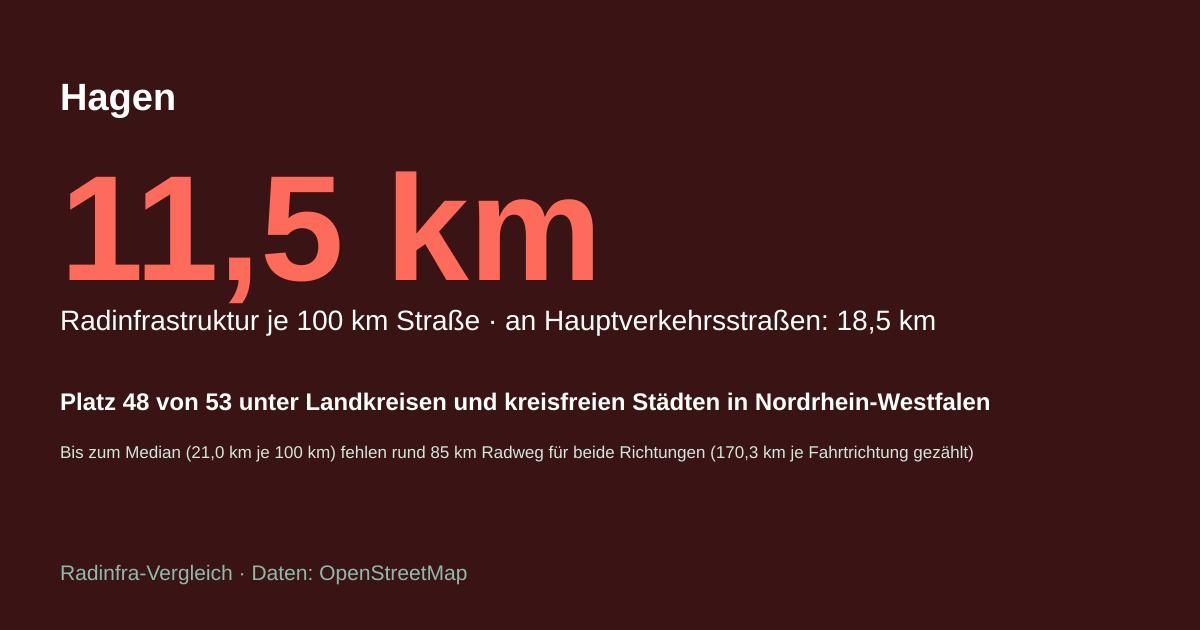 Hagen
11,5 km
Radinfrastruktur je 100 km Straße · an Hauptverkehrsstraßen: 18,5 km
Platz 48 von 53 unter Landkreisen und kreisfreien Städten in Nordrhein-Westfalen
Bis zum Median (21,0 km je 100 km) fehlen rund 85 km Radweg für beide Richtungen (170,3 km je Fahrtrichtung gezählt)
Radinfra-Vergleich · Daten: OpenStreetMap